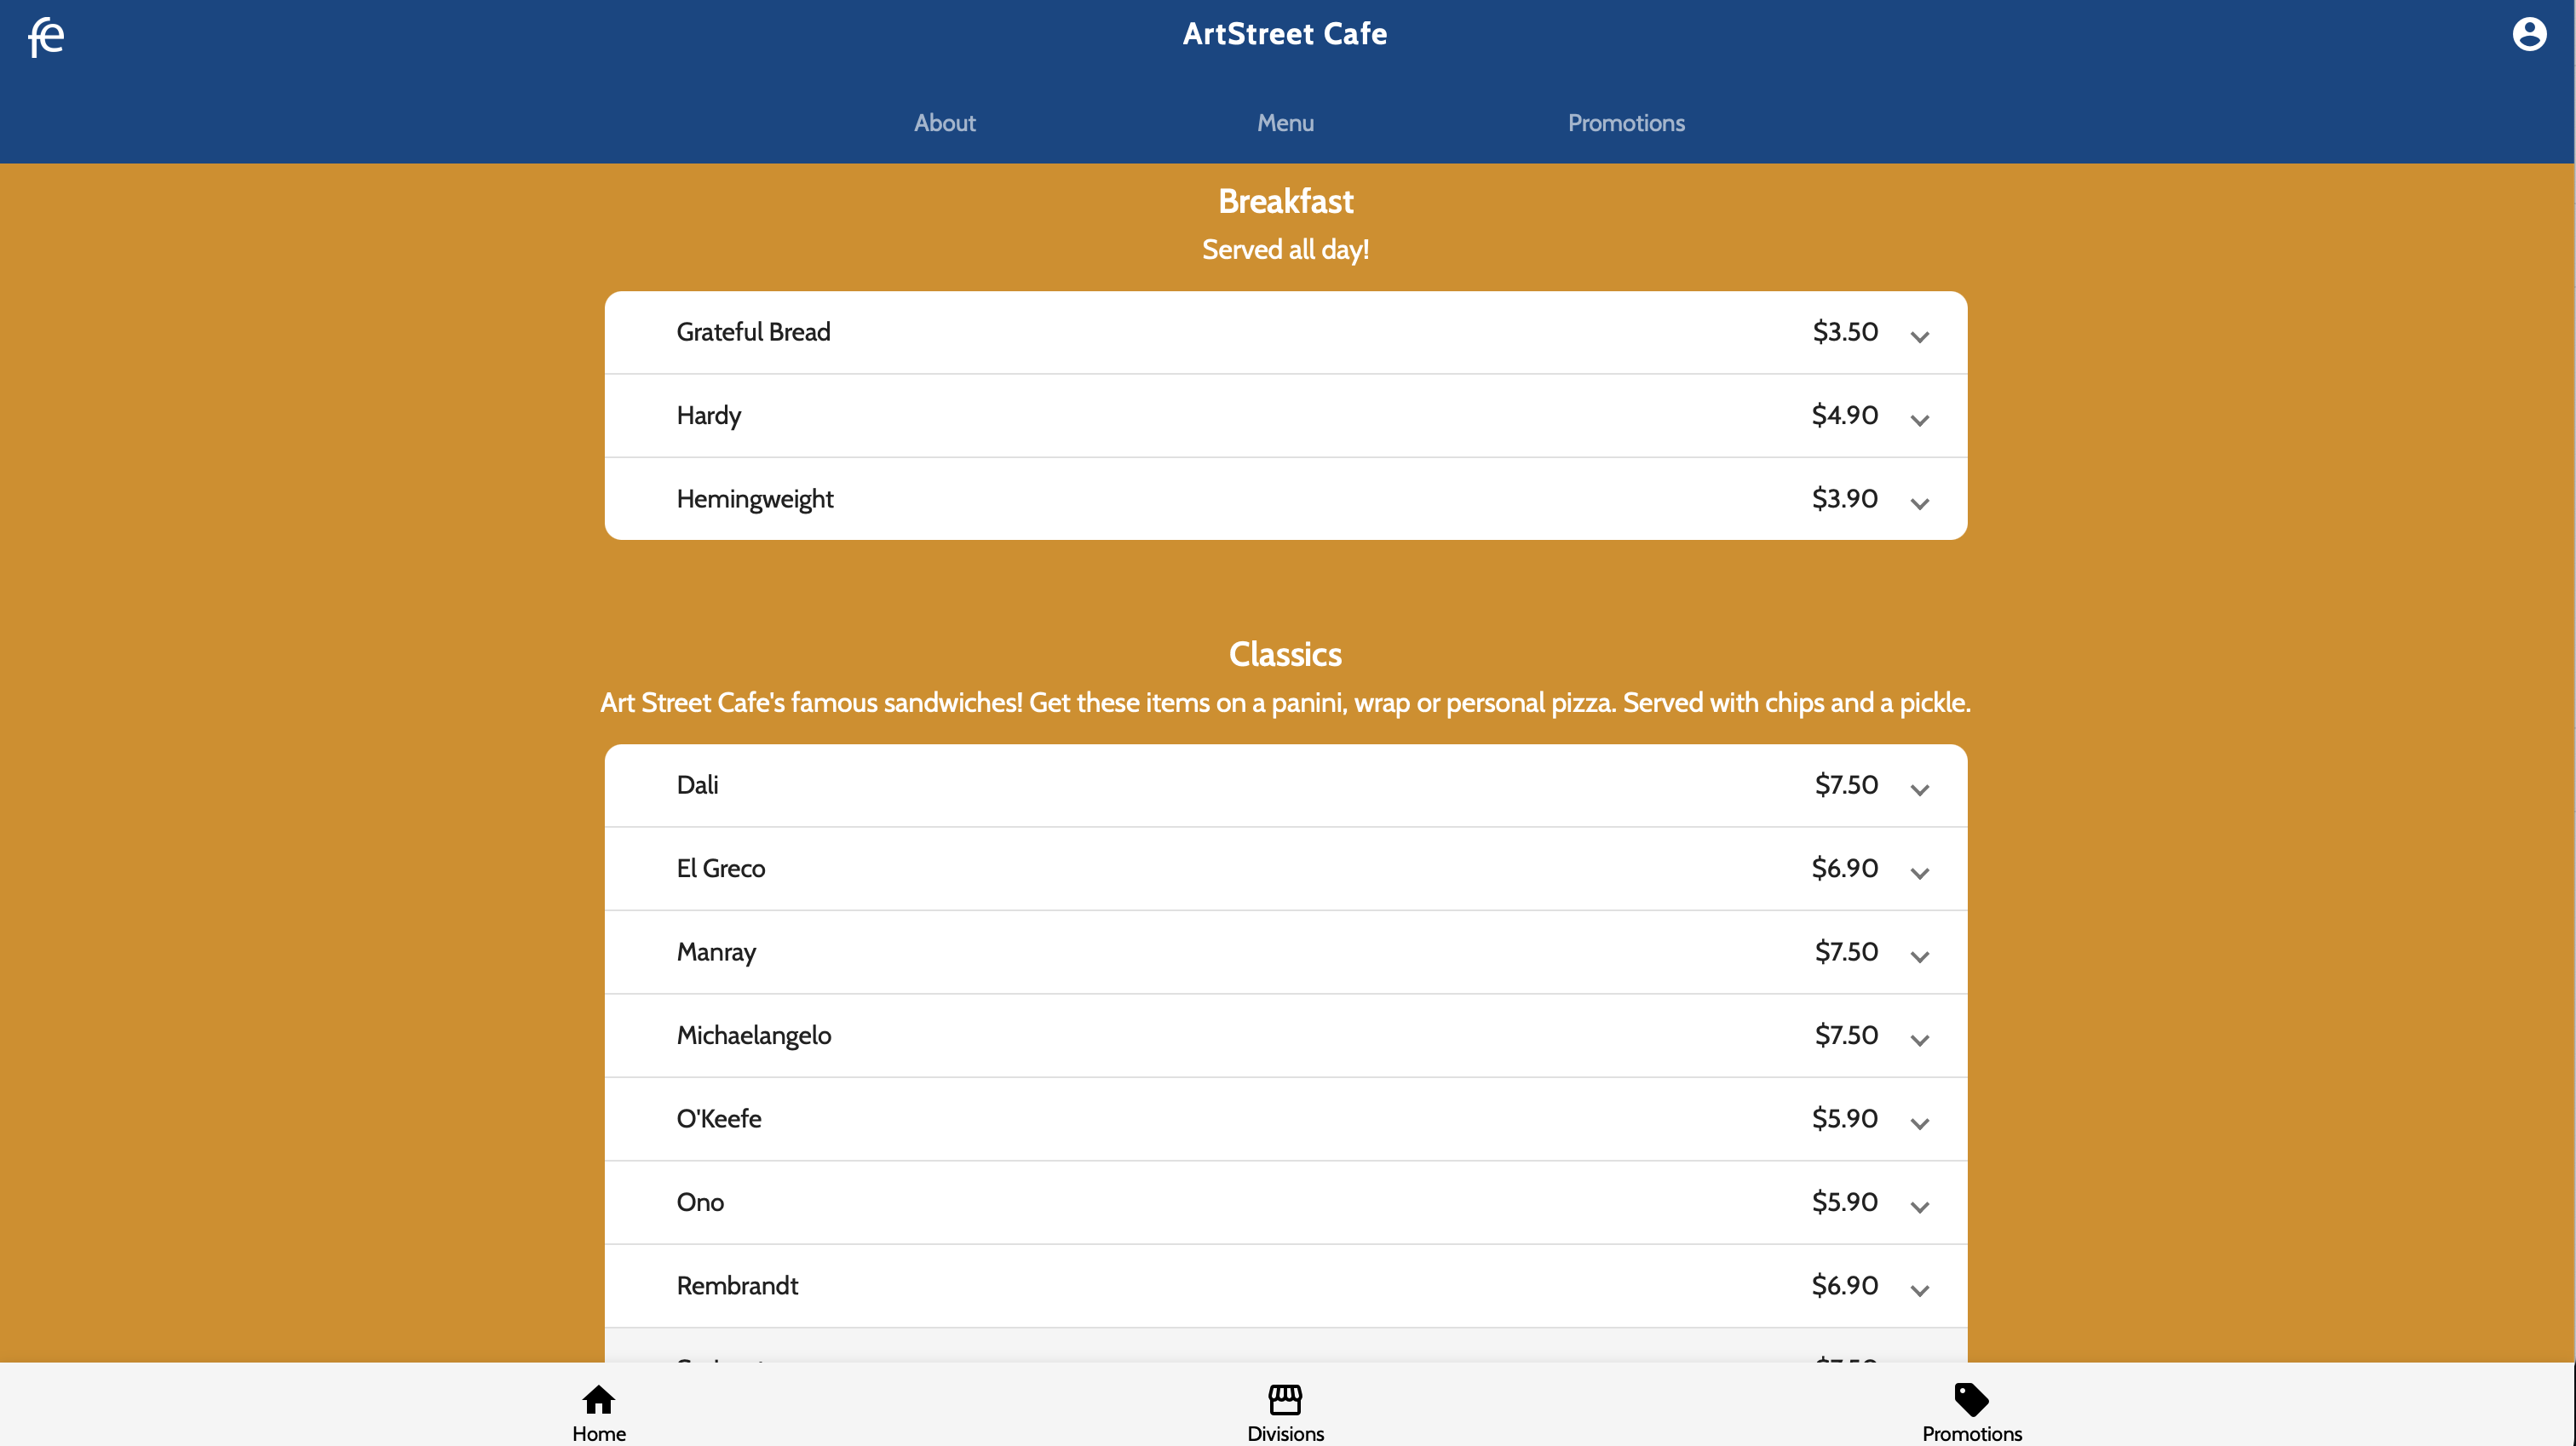 fe
ArtStreet Cafe
About Menu Promotions
Breakfast
Served all day!
Grateful Bread $3.50
Hardy $4.90
Hemingweight $3.90
Classics
Art Street Cafe's famous sandwiches! Get these items on a panini, wrap or personal pizza. Served with chips and a pickle.
Dali $7.50
El Greco $6.90
Manray $7.50
Michaelangelo $7.50
O'Keefe $5.90
Ono $5.90
Rembrandt $6.90
Home Divisions Promotions